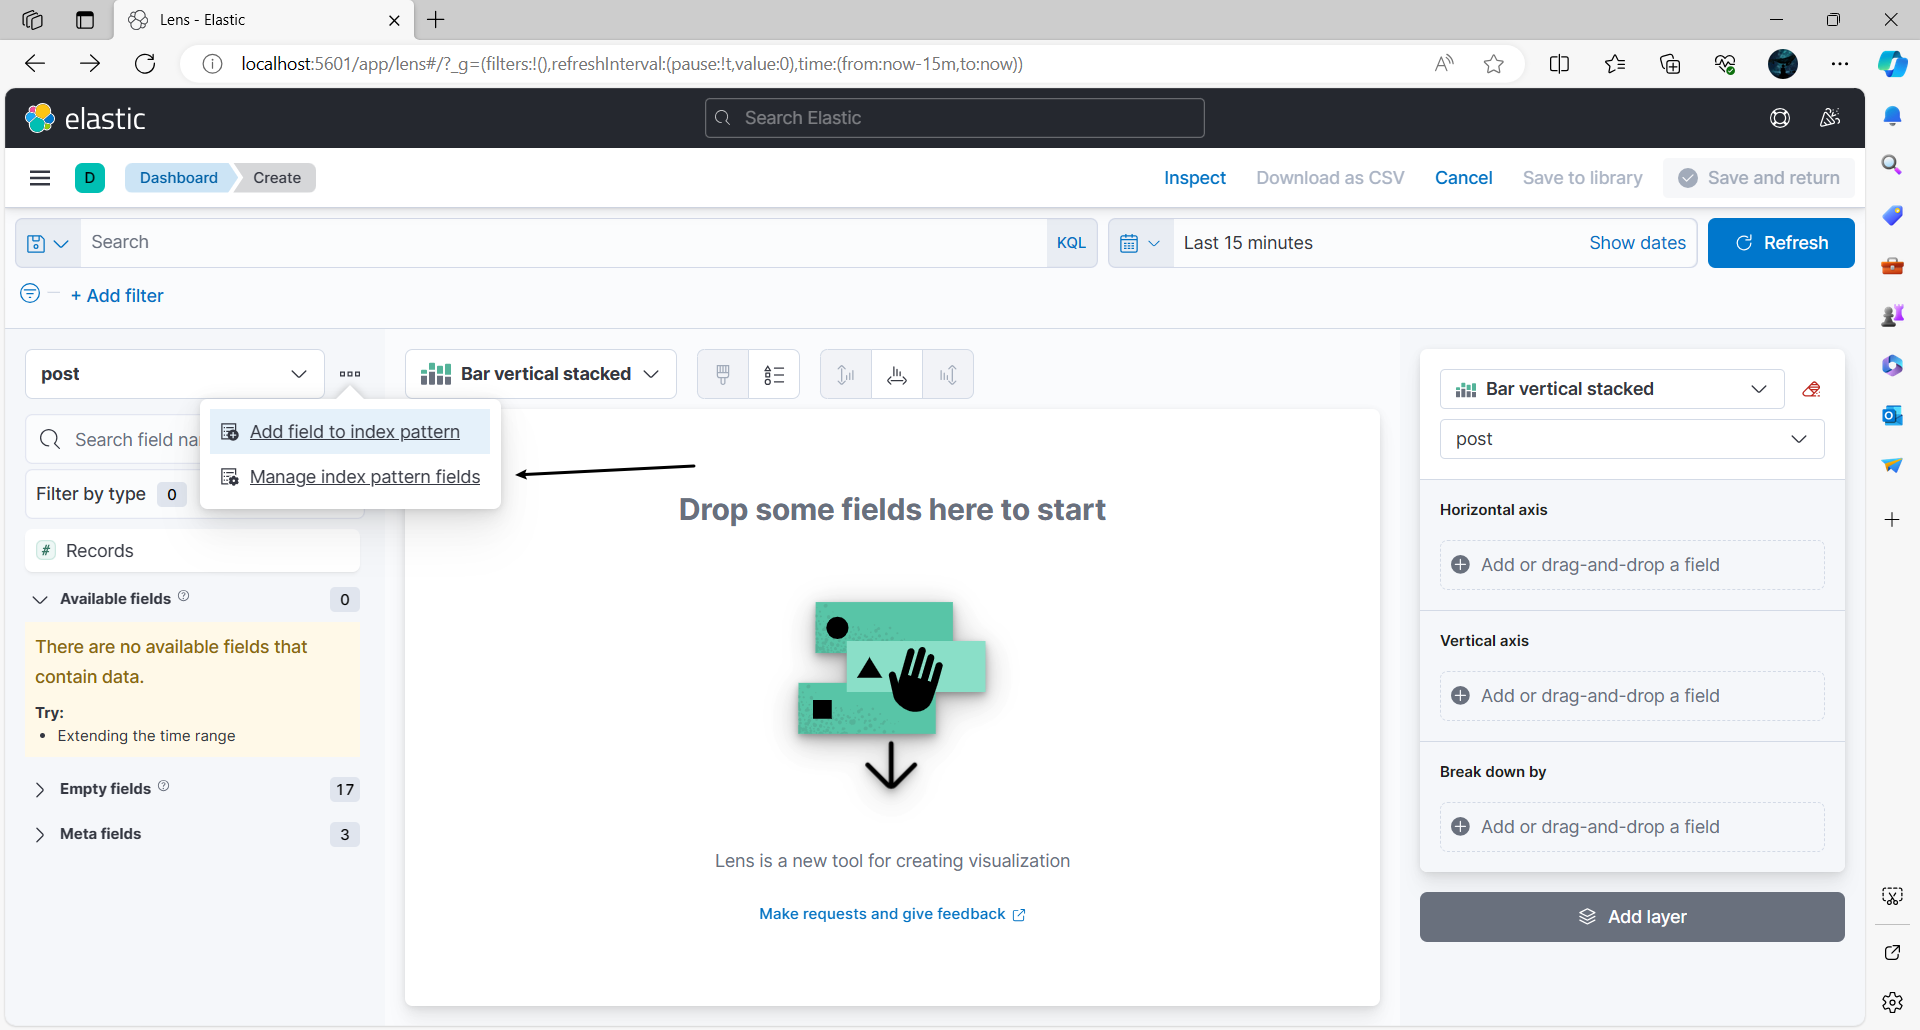 Lens - Elastic
localhost:5601/app/lens#/?_g=(filters:!(),refreshInterval:(pause:!t,value:0),time:(from:now-15m,to:now))
elastic
Search Elastic
D
Dashboard
Create
Inspect
Download as CSV
Cancel
Save to library
Save and return
Search
KQL
Last 15 minutes
Show dates
Refresh
+ Add filter
post
Bar vertical stacked
Bar vertical stacked
post
Add field to index pattern
Manage index pattern fields
Search field na
Filter by type 0
# Records
Available fields
0
There are no available fields that
contain data.
Try:
• Extending the time range
Empty fields
17
Meta fields
3
Drop some fields here to start
Lens is a new tool for creating visualization
Make requests and give feedback
Horizontal axis
Add or drag-and-drop a field
Vertical axis
Add or drag-and-drop a field
Break down by
Add or drag-and-drop a field
Add layer